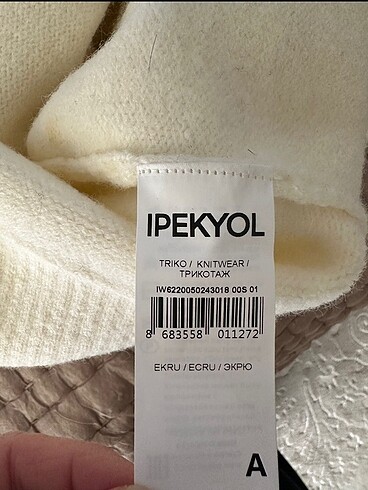 IPEKYOL
TRIKO / KNITWEAR /
ТРИКОТАЖ
IW6220050243018 00S 01
8 683558 011272
EKRU / ECRU / ЭКРЮ
A